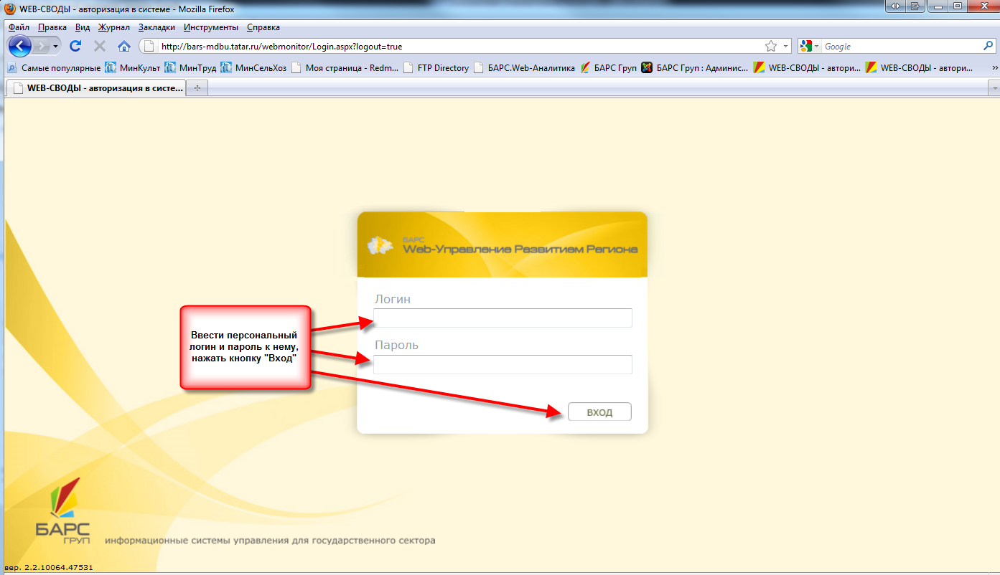 WEB-СВОДЫ - авторизация в системе - Mozilla Firefox
Файл Правка Вид Журнал Закладки Инструменты Справка
http://bars-mdbu.tatar.ru/webmonitor/Login.aspx?logout=true
Google
Самые популярные МинКульт МинТруд МинСельХоз Моя страница - Redm... FTP Directory БАРС.Web-Аналитика БАРС Груп БАРС Груп : Админис... WEB-СВОДЫ - автори... WEB-СВОДЫ - автори... »
WEB-СВОДЫ - авторизация в систе...
БАРС
Web-Управление Развитием Региона
Логин
Ввести персональный
логин и пароль к нему,
нажать кнопку "Вход"
Пароль
ВХОД
БАРС
ГРУП
информационные системы управления для государственного сектора
вер. 2.2.10064.47531